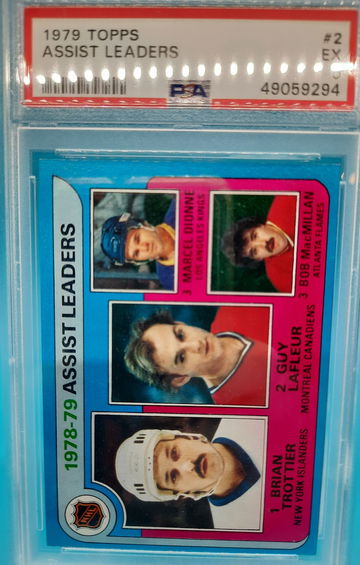 1979 TOPPS
#2
ASSIST LEADERS
EX
PSA
49059294
1978-79 ASSIST LEADERS
NHL
1 BRIAN
TROTTIER
NEW YORK ISLANDERS
2 GUY
LAFLEUR
MONTREAL CANADIENS
3 MARCEL DIONNE
LOS ANGELES KINGS
3 BOB MacMILLAN
ATLANTA FLAMES